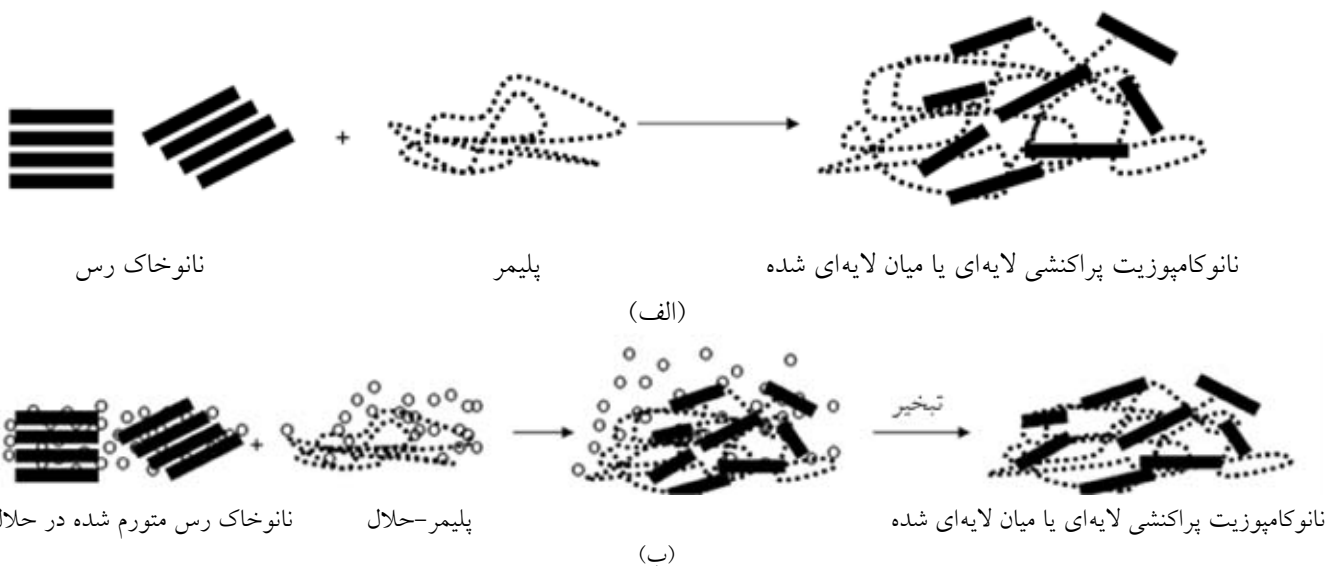 +
نانوخاک رس
پلیمر
نانوکامپوزیت پراکنشی لایه‌ای یا میان لایه‌ای شده
(الف)
+
تبخیر
نانوخاک رس متورم شده در حلال
پلیمر-حلال
نانوکامپوزیت پراکنشی لایه‌ای یا میان لایه‌ای شده
(ب)